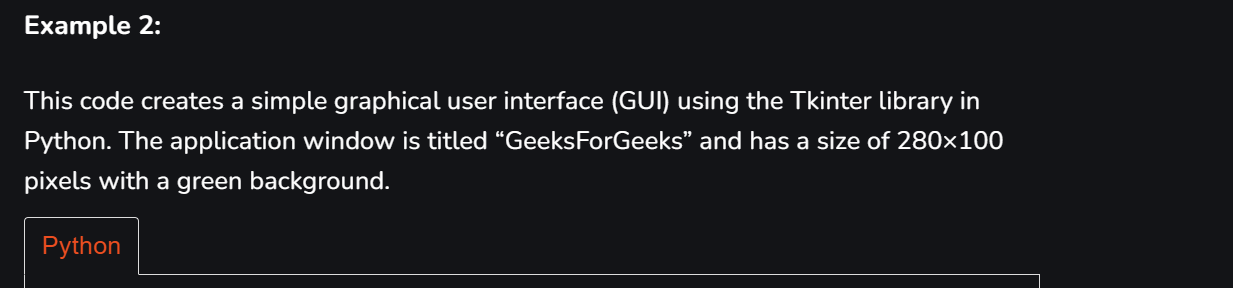 Example 2:
This code creates a simple graphical user interface (GUI) using the Tkinter library in
Python. The application window is titled “GeeksForGeeks” and has a size of 280×100
pixels with a green background.
Python